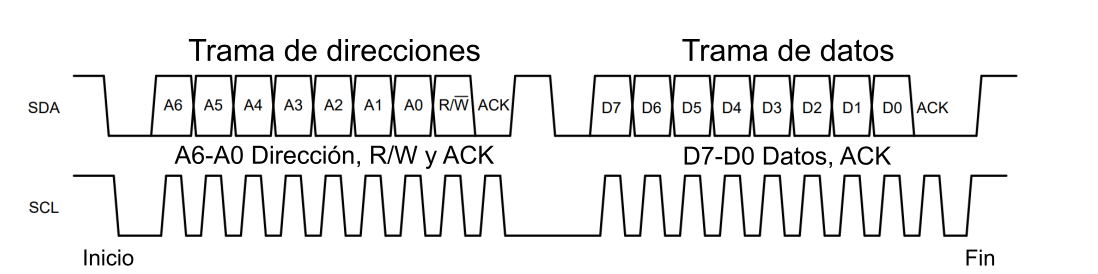 Trama de direcciones Trama de datos
SDA A6 A5 A4 A3 A2 A1 A0 R/W̅ ACK D7 D6 D5 D4 D3 D2 D1 D0 ACK
A6-A0 Dirección, R/W y ACK D7-D0 Datos, ACK
SCL
Inicio Fin